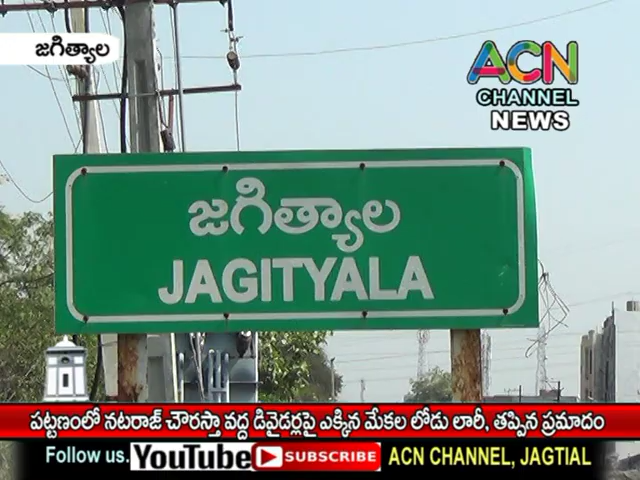 జగిత్యాల
ACN
CHANNEL
NEWS
జగిత్యాల
JAGITYALA
పట్టణంలో నటరాజ్ చౌరస్తా వద్ద డివైడర్లపై ఎక్కిన మేకల లోడు లారీ, తప్పిన ప్రమాదం
Follow us. YouTube SUBSCRIBE ACN CHANNEL, JAGTIAL